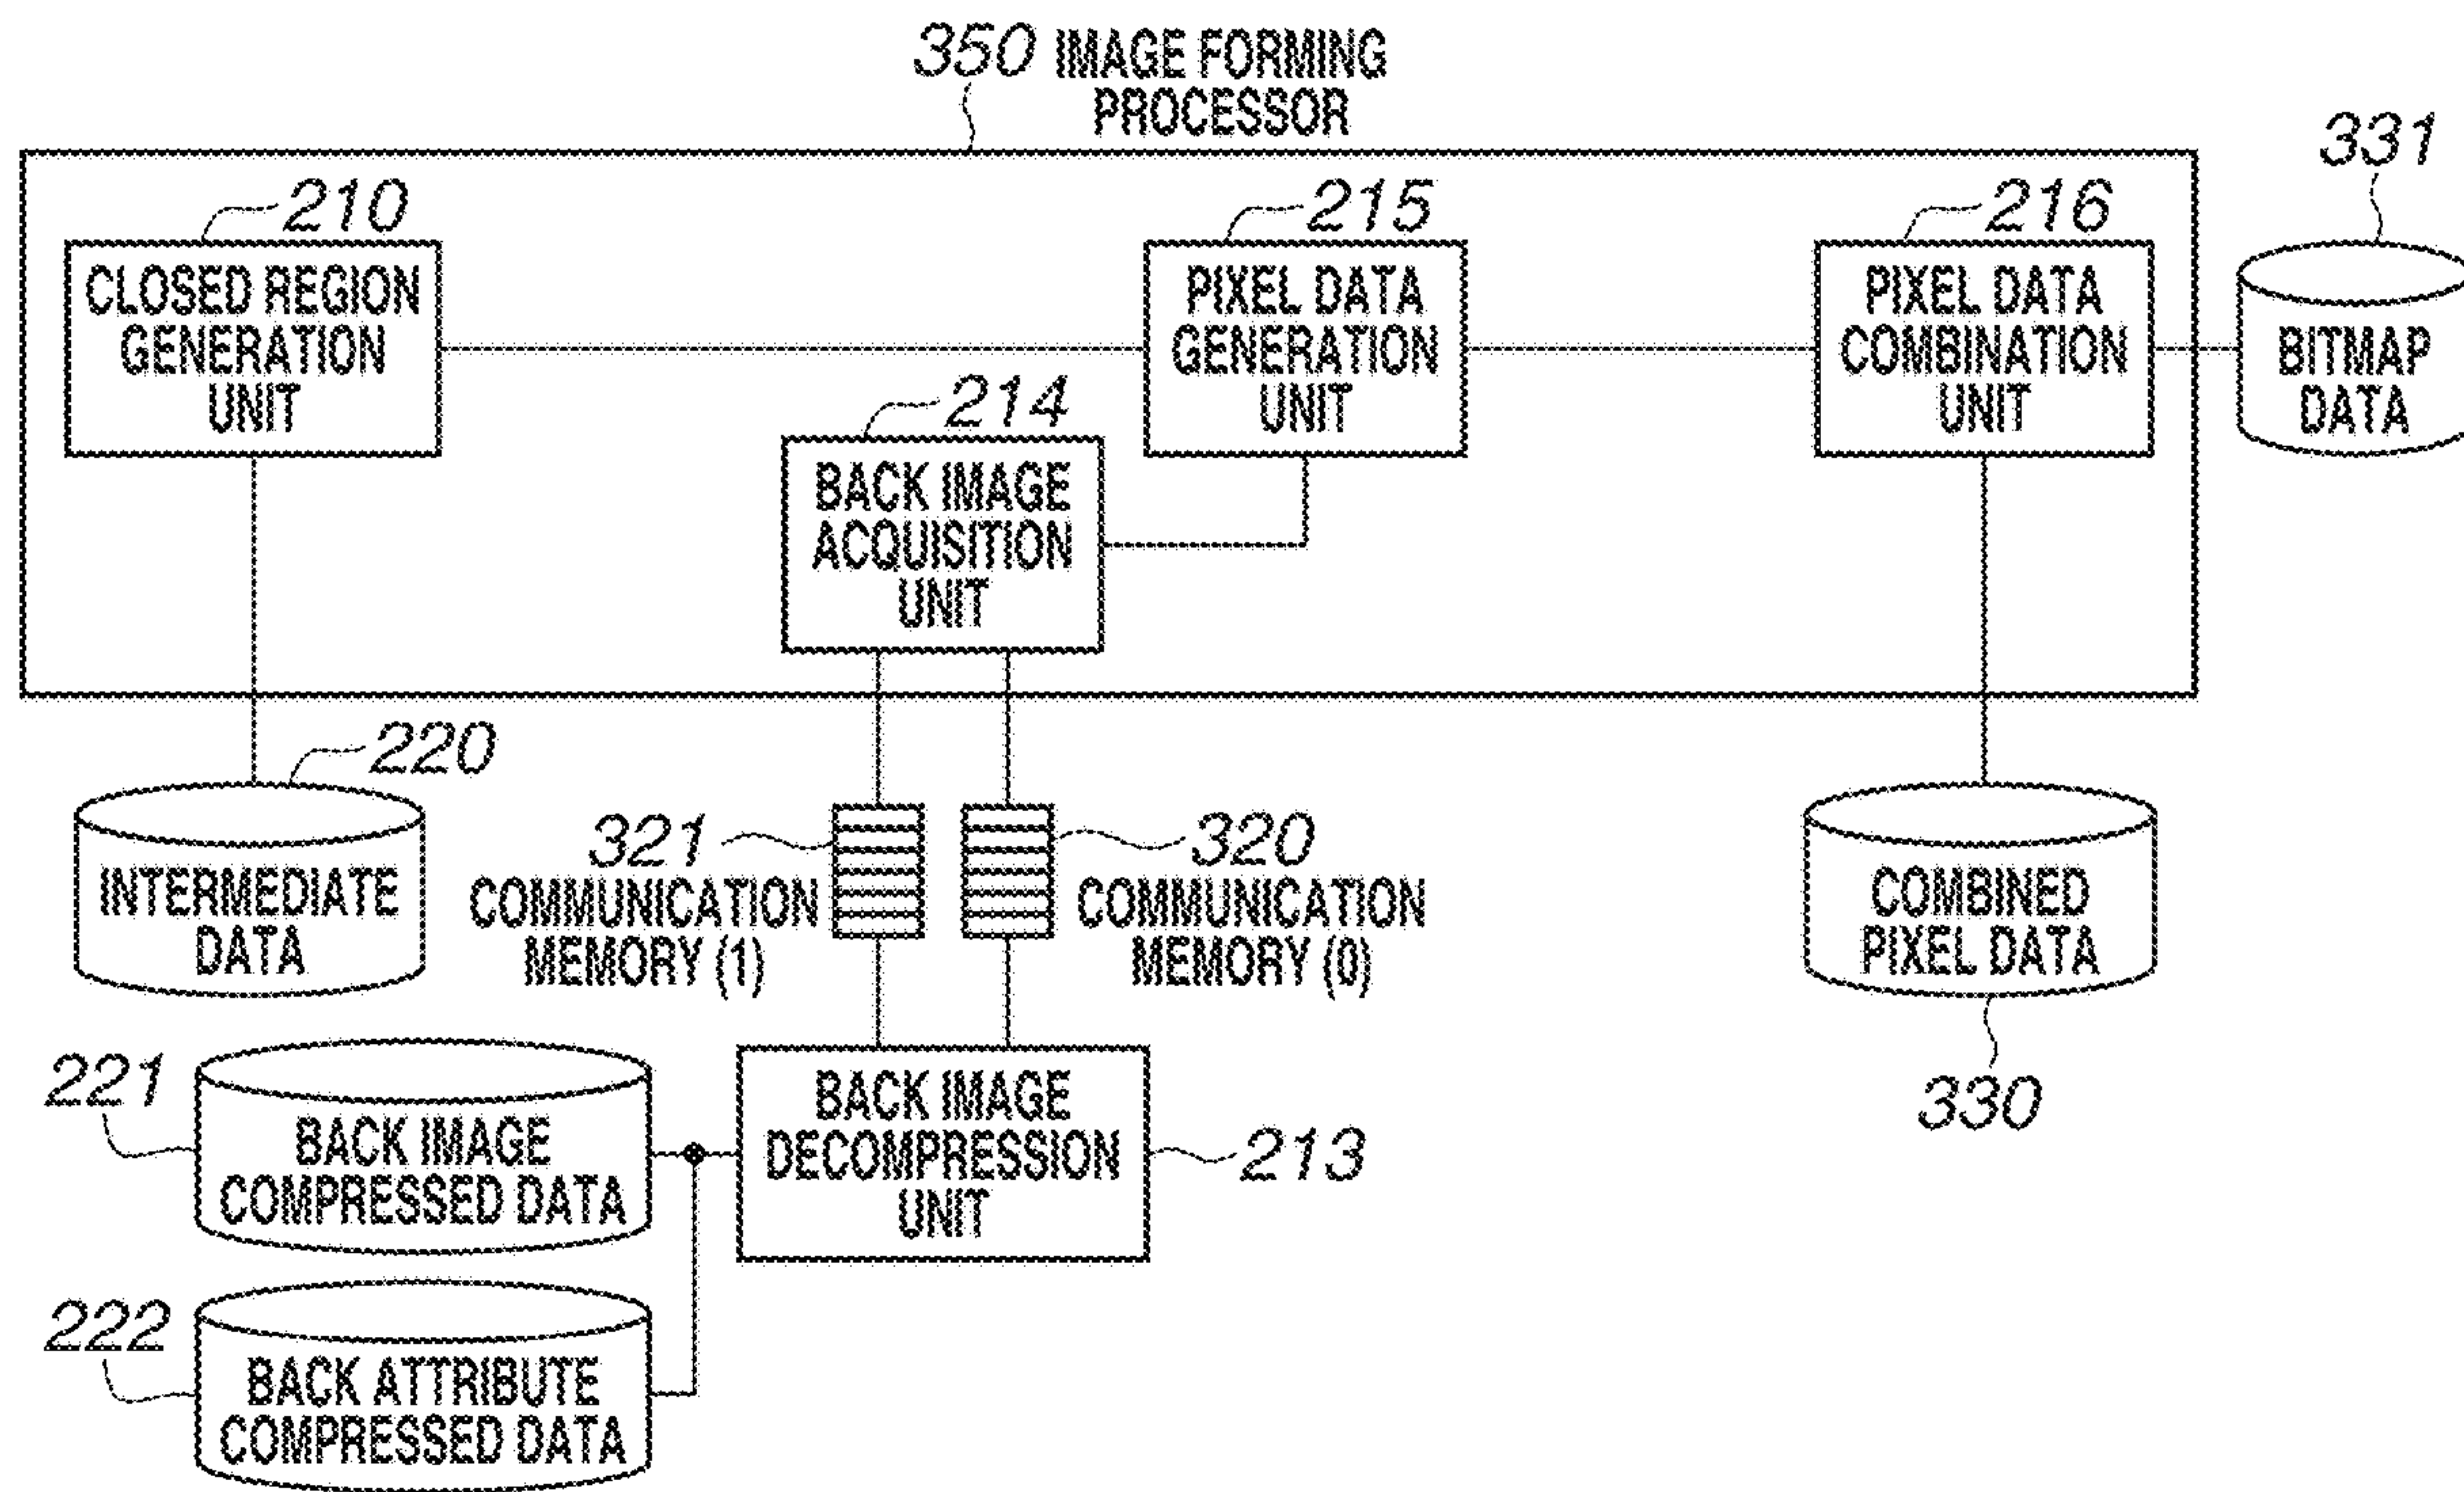 350 IMAGE FORMING
PROCESSOR
331
210
215
216
CLOSED REGION
GENERATION
UNIT
PIXEL DATA
GENERATION
UNIT
PIXEL DATA
COMBINATION
UNIT
BITMAP
DATA
214
BACK IMAGE
ACQUISITION
UNIT
220
INTERMEDIATE
DATA
321
COMMUNICATION
MEMORY (1)
320
COMMUNICATION
MEMORY (0)
COMBINED
PIXEL DATA
330
221
BACK IMAGE
COMPRESSED DATA
BACK IMAGE
DECOMPRESSION
UNIT
213
222
BACK ATTRIBUTE
COMPRESSED DATA